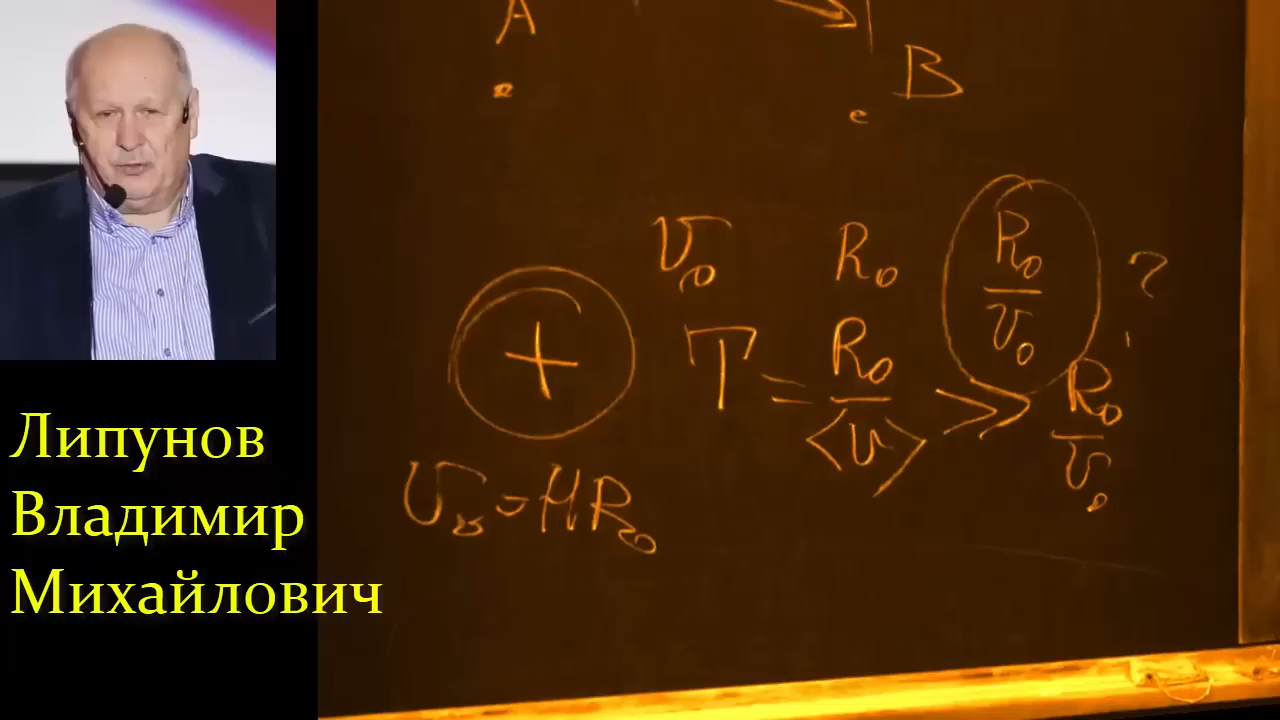 Липунов
Владимир
Михайлович
A
B
e
+
v₀ R₀ R₀/v₀ ?
T = R₀/⟨v⟩ > R₀/v₀
v₀ = HR₀